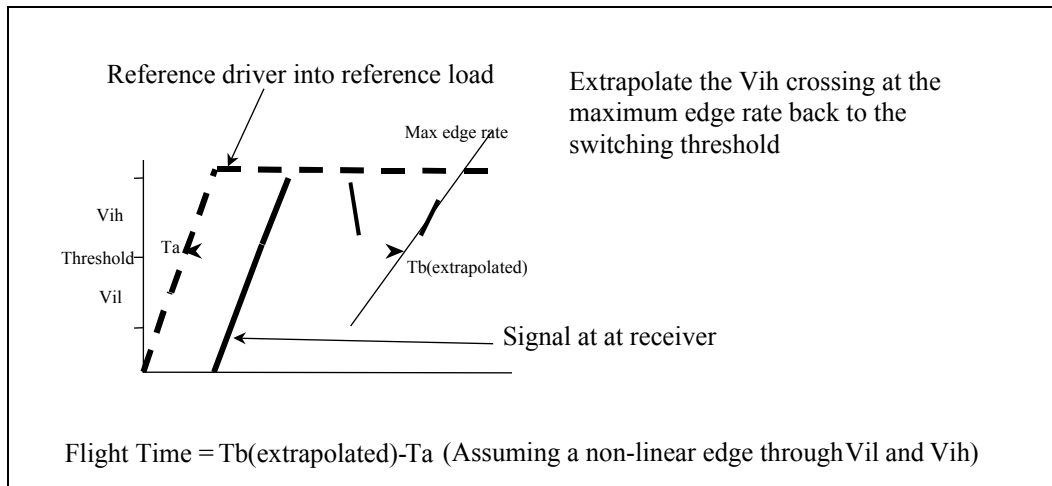 Reference driver into reference load
Extrapolate the Vih crossing at the
maximum edge rate back to the
switching threshold
Max edge rate
Vih
Ta
Threshold
Tb(extrapolated)
Vil
Signal at at receiver
Flight Time = Tb(extrapolated)-Ta (Assuming a non-linear edge through Vil and Vih)